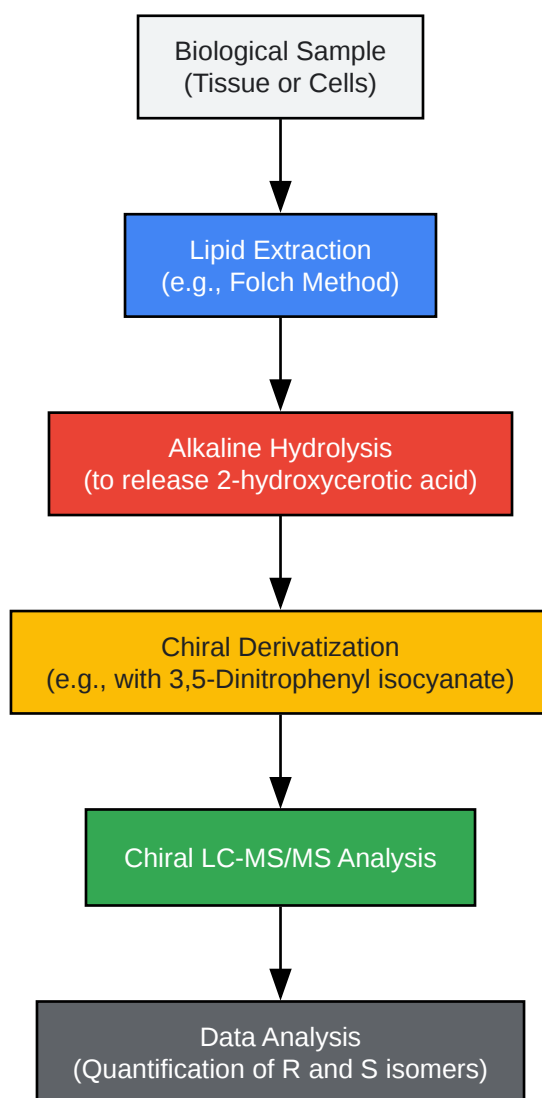 Biological Sample
(Tissue or Cells)
Lipid Extraction
(e.g., Folch Method)
Alkaline Hydrolysis
(to release 2-hydroxycerotic acid)
Chiral Derivatization
(e.g., with 3,5-Dinitrophenyl isocyanate)
Chiral LC-MS/MS Analysis
Data Analysis
(Quantification of R and S isomers)